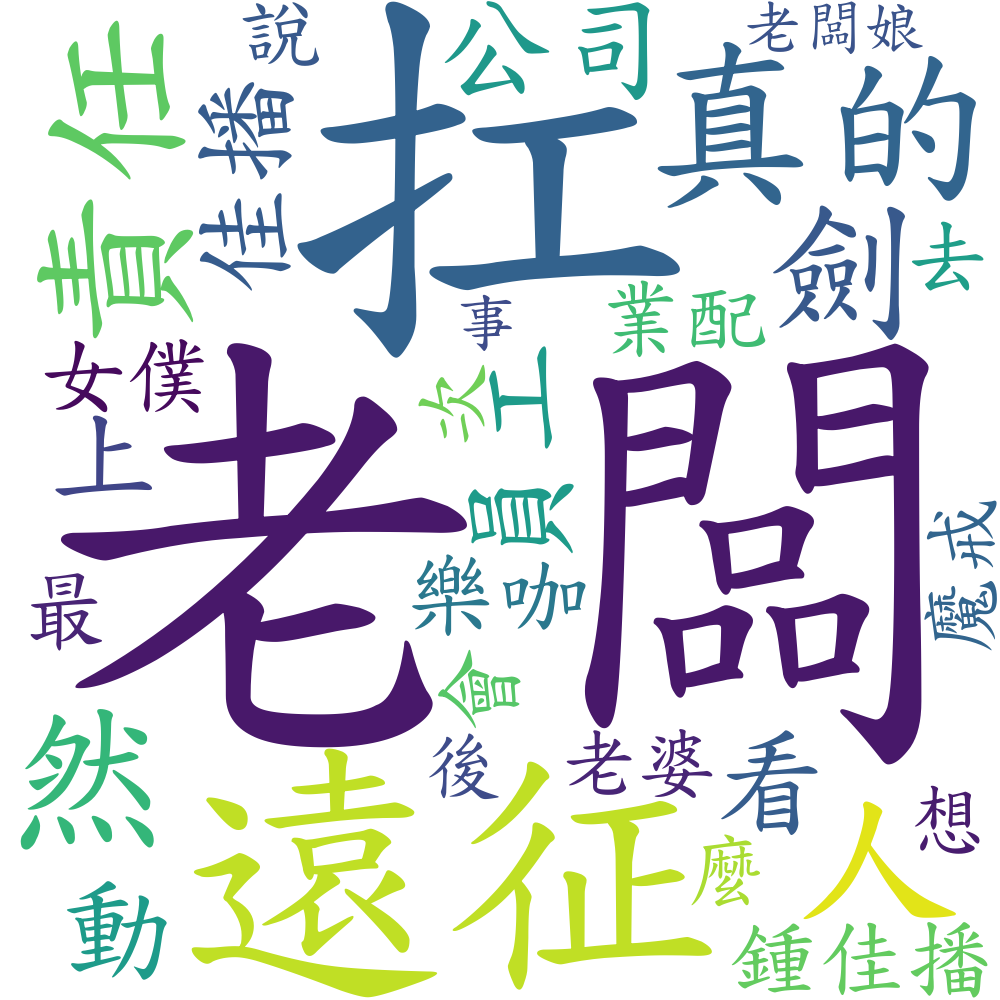 說
公司
老闆娘
責任
佳播
扛
真的
劍
去
事
業配
女僕
次
工
上
老闆
員
魔戒
最
樂咖
會
然
後
老婆
看
想
遠征
麼
人
動
鍾佳播